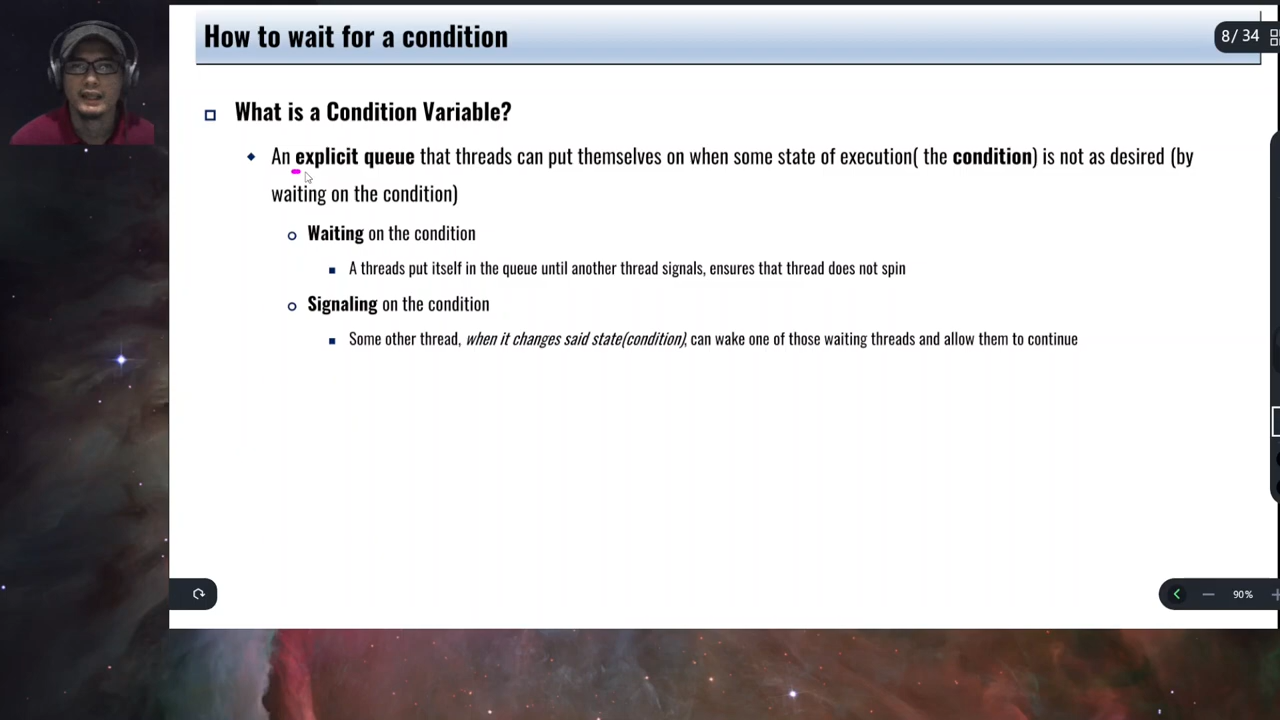 How to wait for a condition
8 / 34
What is a Condition Variable?
An explicit queue that threads can put themselves on when some state of execution( the condition) is not as desired (by
waiting on the condition)
Waiting on the condition
A threads put itself in the queue until another thread signals, ensures that thread does not spin
Signaling on the condition
Some other thread, when it changes said state(condition), can wake one of those waiting threads and allow them to continue
90%